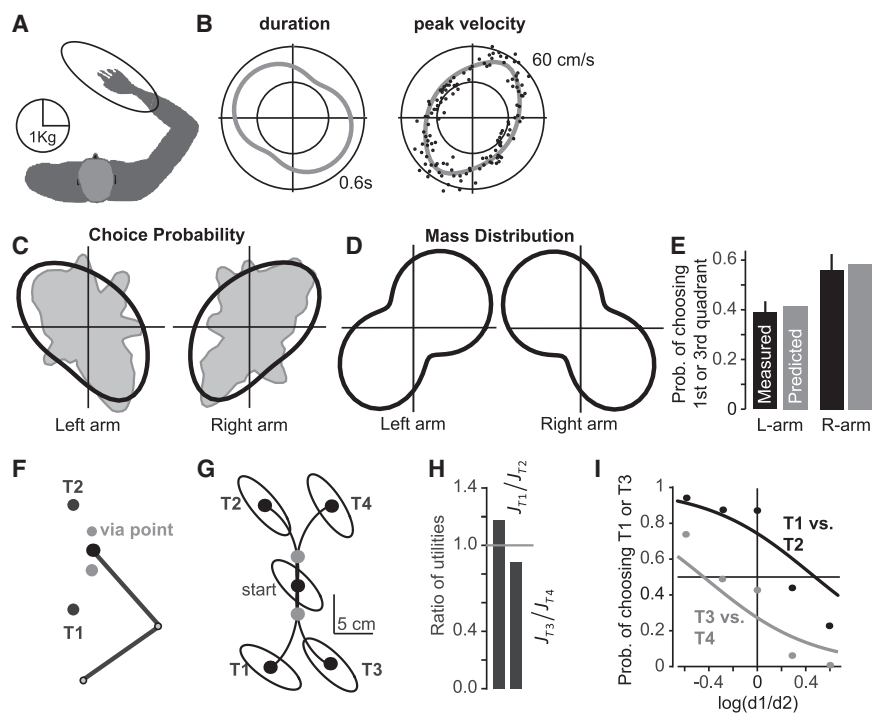 A
1Kg
B
duration
peak velocity
60 cm/s
0.6s
C
Choice Probability
Left arm
Right arm
D
Mass Distribution
Left arm
Right arm
E
Prob. of choosing
1st or 3rd quadrant
0.6
0.4
0.2
0
Measured
Predicted
L-arm
R-arm
F
T2
via point
T1
G
T2
T4
start
5 cm
T1
T3
H
Ratio of utilities
1.4
1.0
0.4
0.0
JT1/JT2
JT3/JT4
I
Prob. of choosing T1 or T3
1
0.8
0.6
0.4
0.2
0
T1 vs.
T2
T3 vs.
T4
-0.4
0
0.4
log(d1/d2)